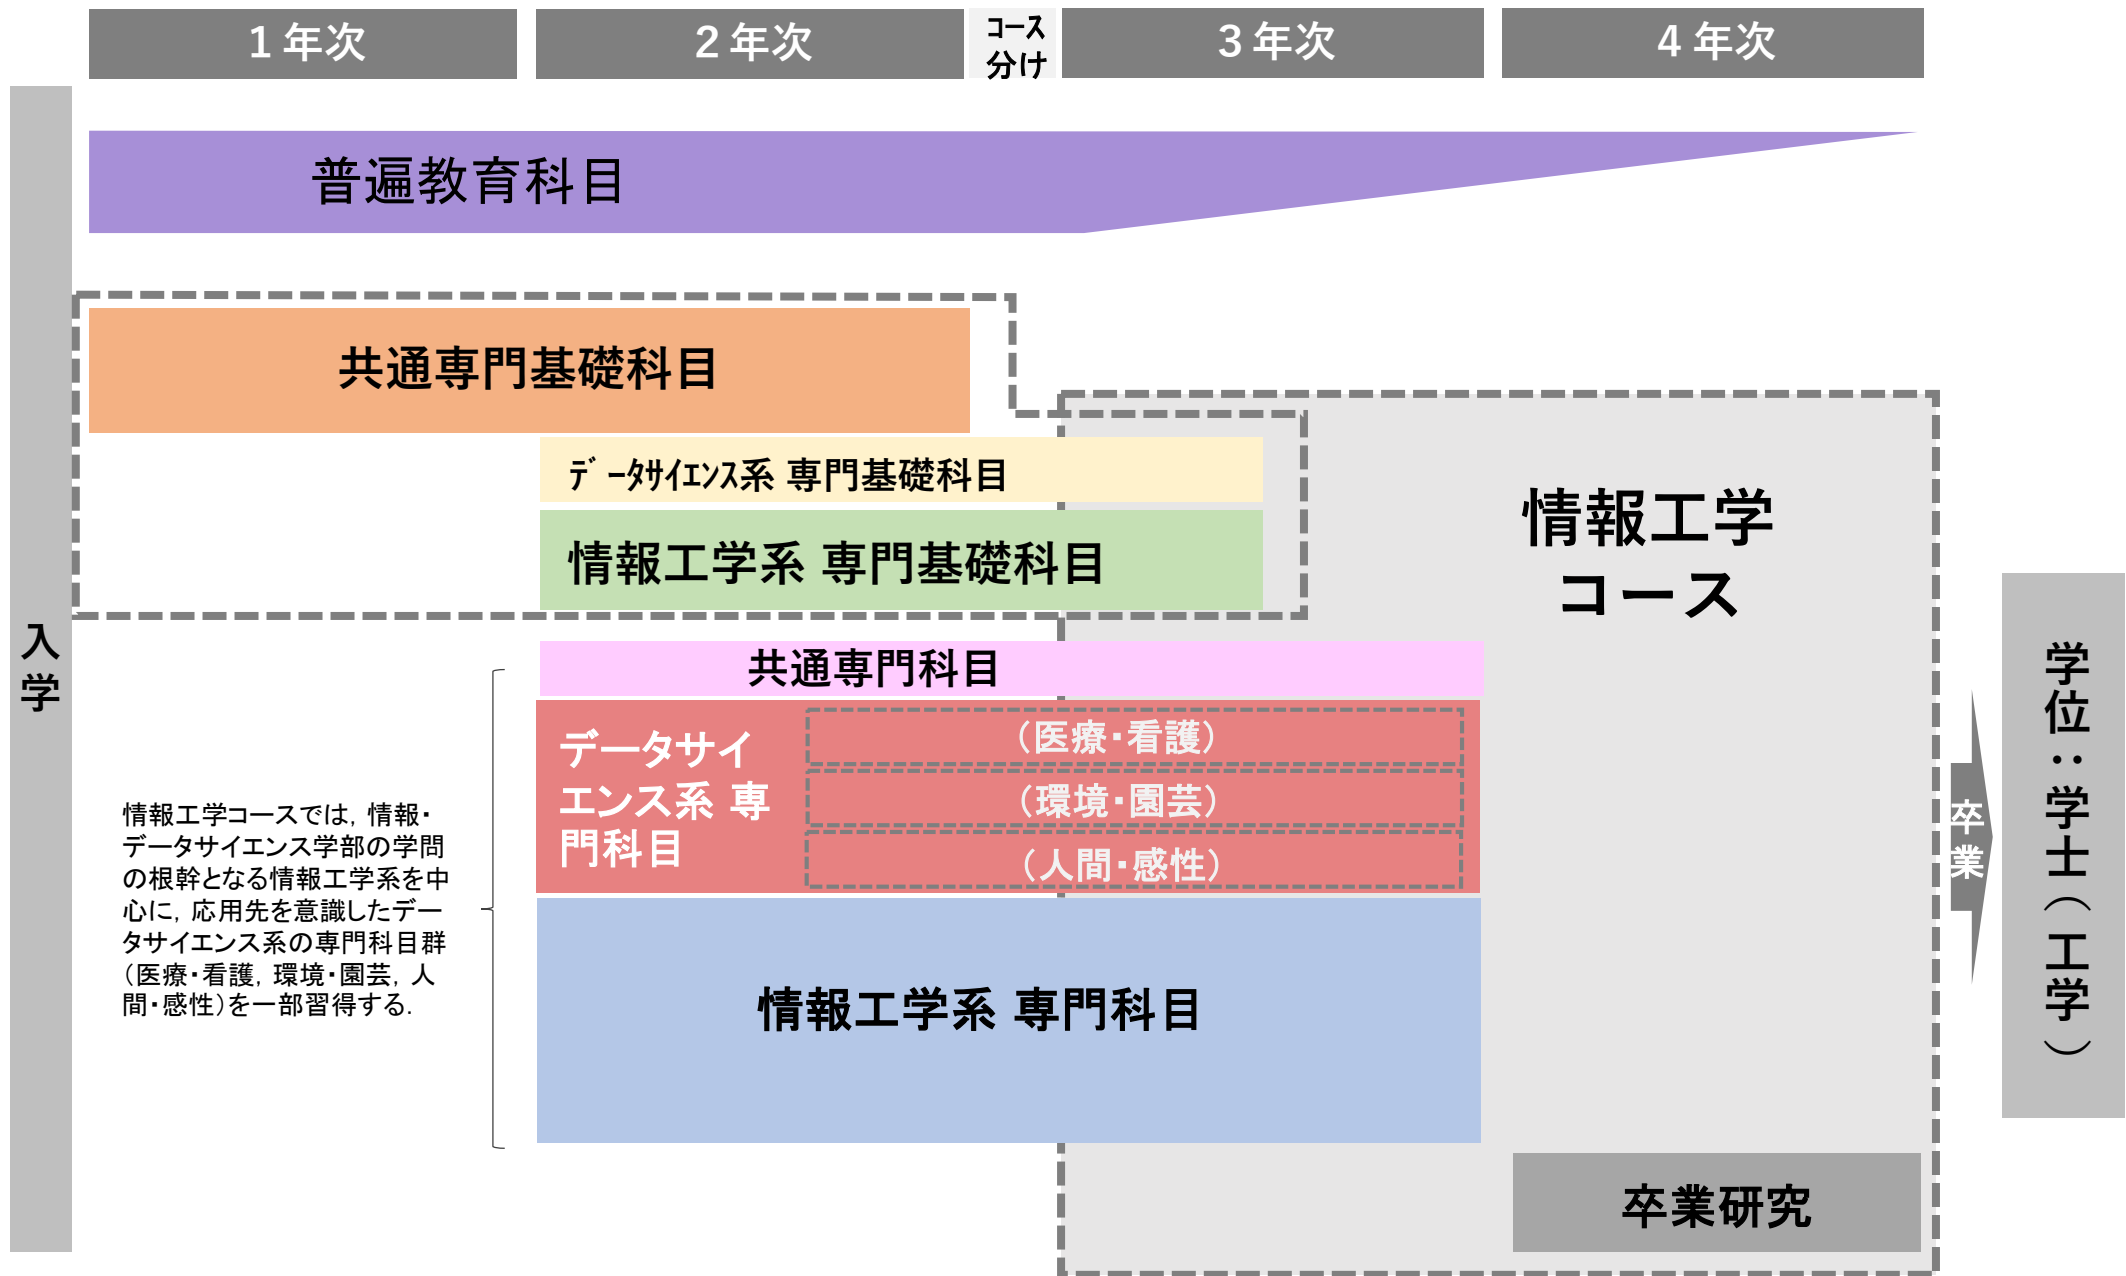 1年次
2年次
コース
分け
3年次
4年次
普遍教育科目
共通専門基礎科目
ﾃﾞｰﾀｻｲｴﾝｽ系 専門基礎科目
情報工学系 専門基礎科目
情報工学
コース
入
学
共通専門科目
データサイ
エンス系 専
門科目
（医療・看護）
（環境・園芸）
（人間・感性）
情報工学コースでは，情報・
データサイエンス学部の学問
の根幹となる情報工学系を中
心に，応用先を意識したデー
タサイエンス系の専門科目群
（医療・看護，環境・園芸，人
間・感性）を一部習得する．
情報工学系 専門科目
卒業研究
卒
業
学位：学士（工学）